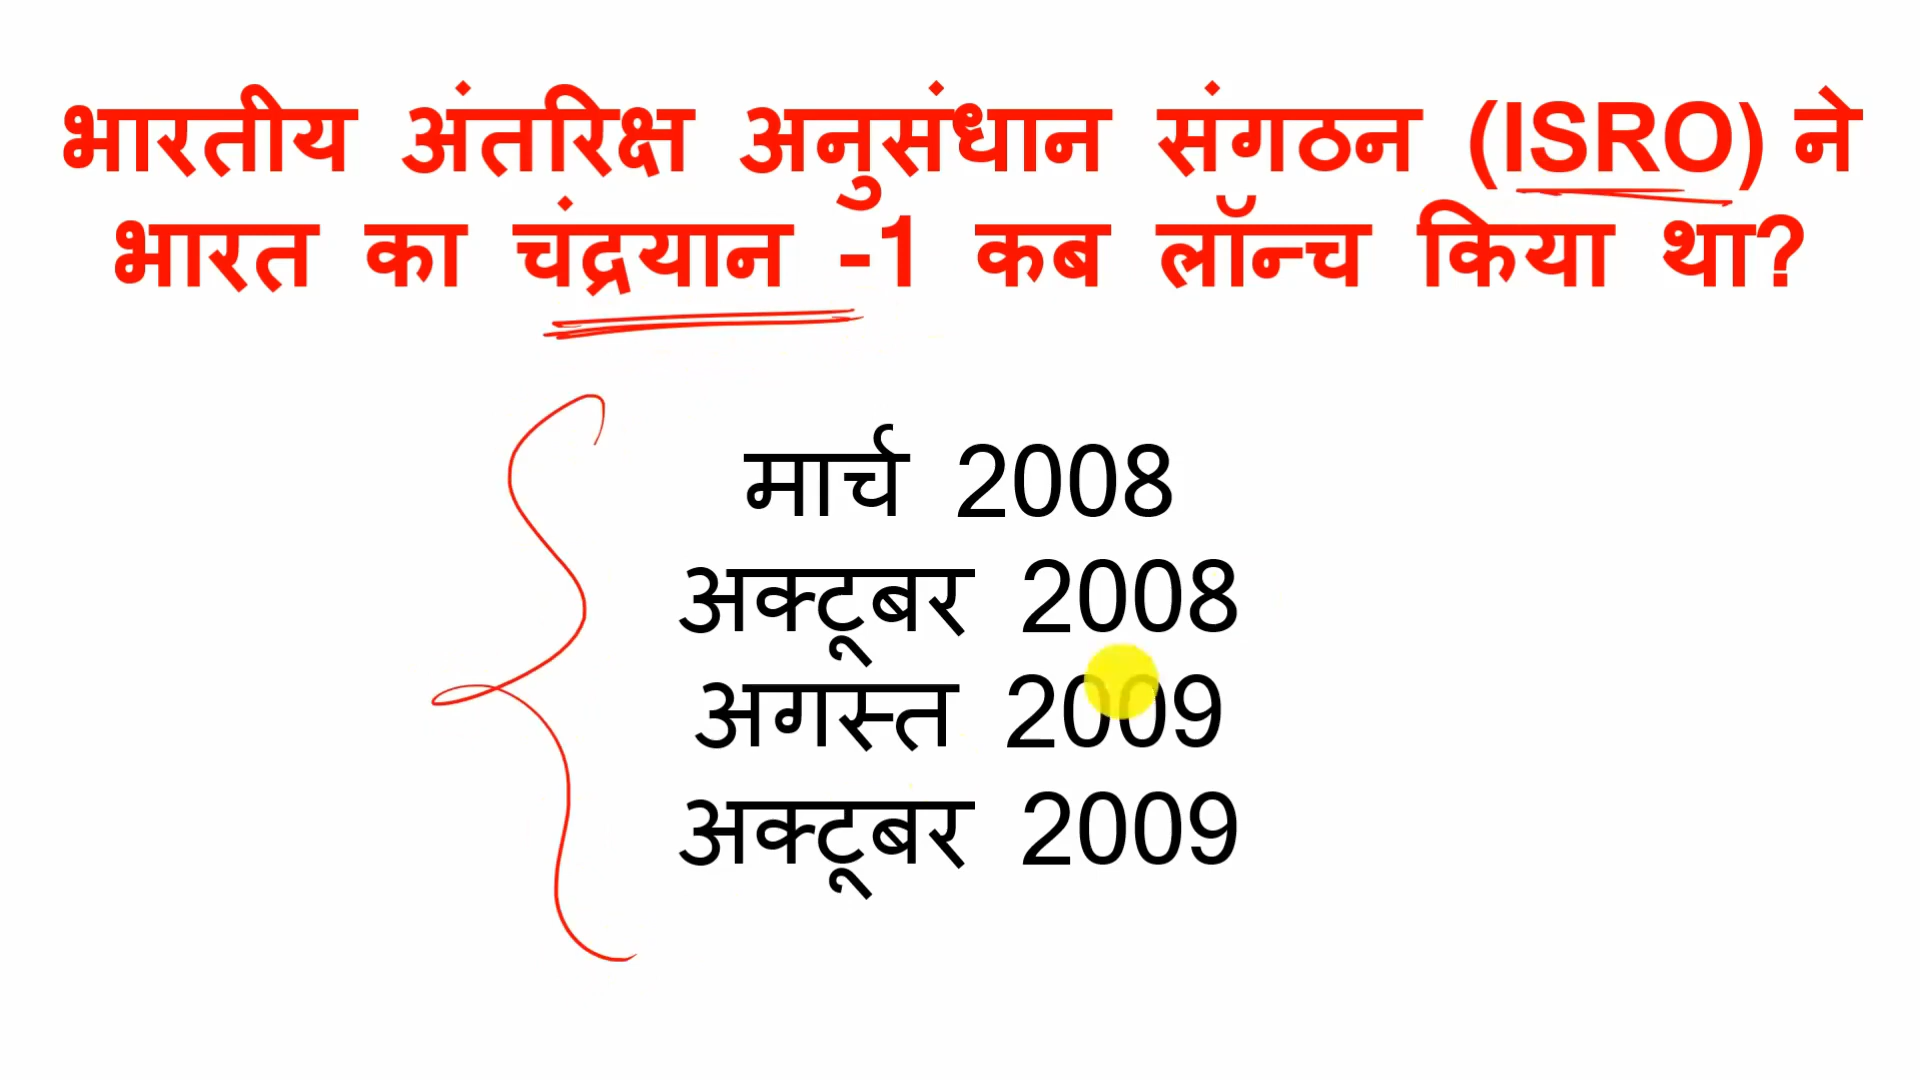 भारतीय अंतरिक्ष अनुसंधान संगठन (ISRO) ने
भारत का चंद्रयान -1 कब लॉन्च किया था?
मार्च 2008
अक्टूबर 2008
अगस्त 2009
अक्टूबर 2009